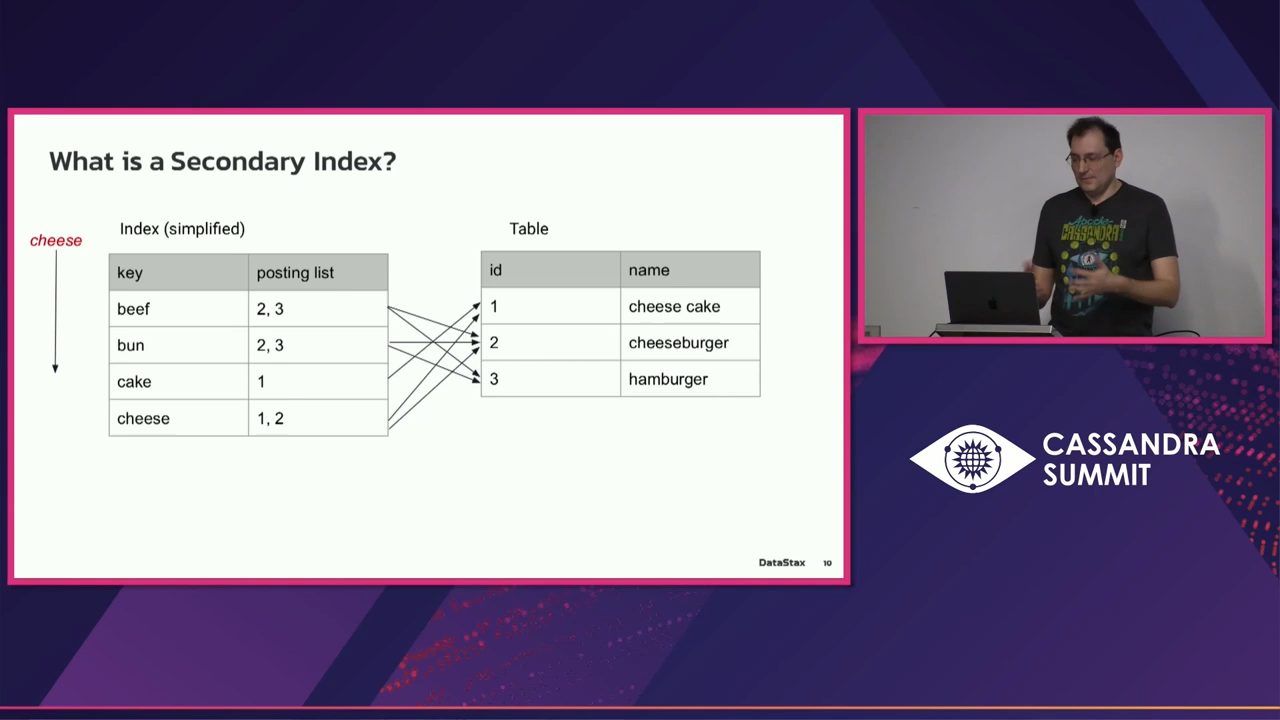 What is a Secondary Index?
Index (simplified)
Table
cheese
key posting list
beef 2, 3
bun 2, 3
cake 1
cheese 1, 2
id name
1 cheese cake
2 cheeseburger
3 hamburger
DataStax 10
CASSANDRA
CASSANDRA
SUMMIT